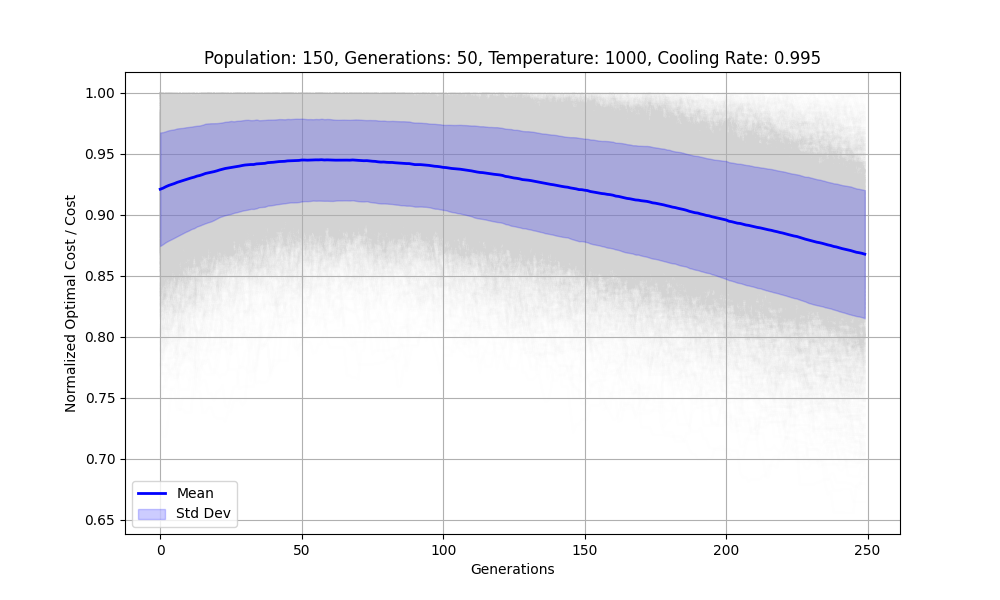 Population: 150, Generations: 50, Temperature: 1000, Cooling Rate: 0.995
Normalized Optimal Cost / Cost
1.00
0.95
0.90
0.85
0.80
0.75
0.70
0.65
Mean
Std Dev
0 50 100 150 200 250
Generations